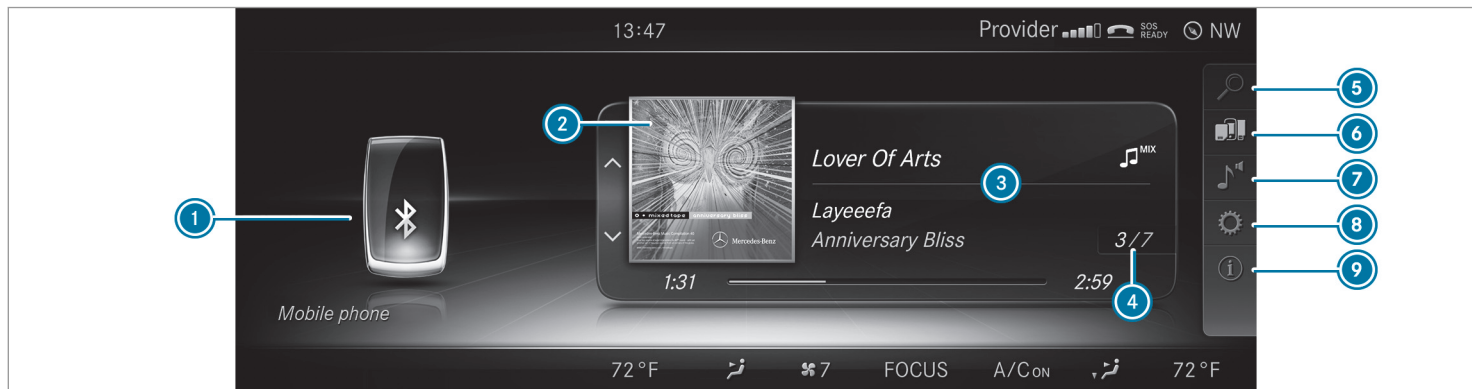 13:47 Provider SOS READY NW
5
6
2
Lover Of Arts MIX
3
7
1
Layeeefa
8
mixedtape anniversary bliss
Mercedes-Benz
Anniversary Bliss 3/7
9
1:31 2:59
4
Mobile phone
72°F 7 FOCUS A/C ON 72°F